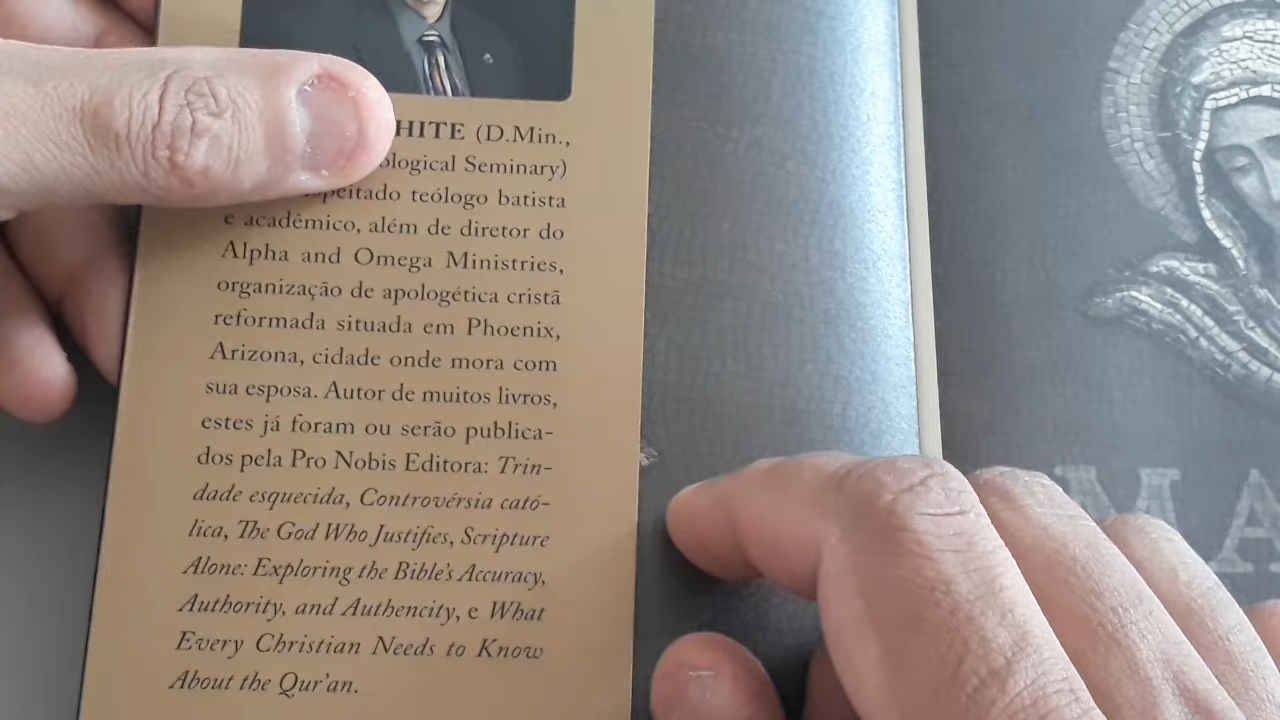 HITE (D.Min.,
ological Seminary)
peitado teólogo batista
e acadêmico, além de diretor do
Alpha and Omega Ministries,
organização de apologética cristã
reformada situada em Phoenix,
Arizona, cidade onde mora com
sua esposa. Autor de muitos livros,
estes já foram ou serão publica-
dos pela Pro Nobis Editora: Trin-
dade esquecida, Controvérsia cató-
lica, The God Who Justifies, Scripture
Alone: Exploring the Bible's Accuracy,
Authority, and Authencity, e What
Every Christian Needs to Know
About the Qur'an.
MA